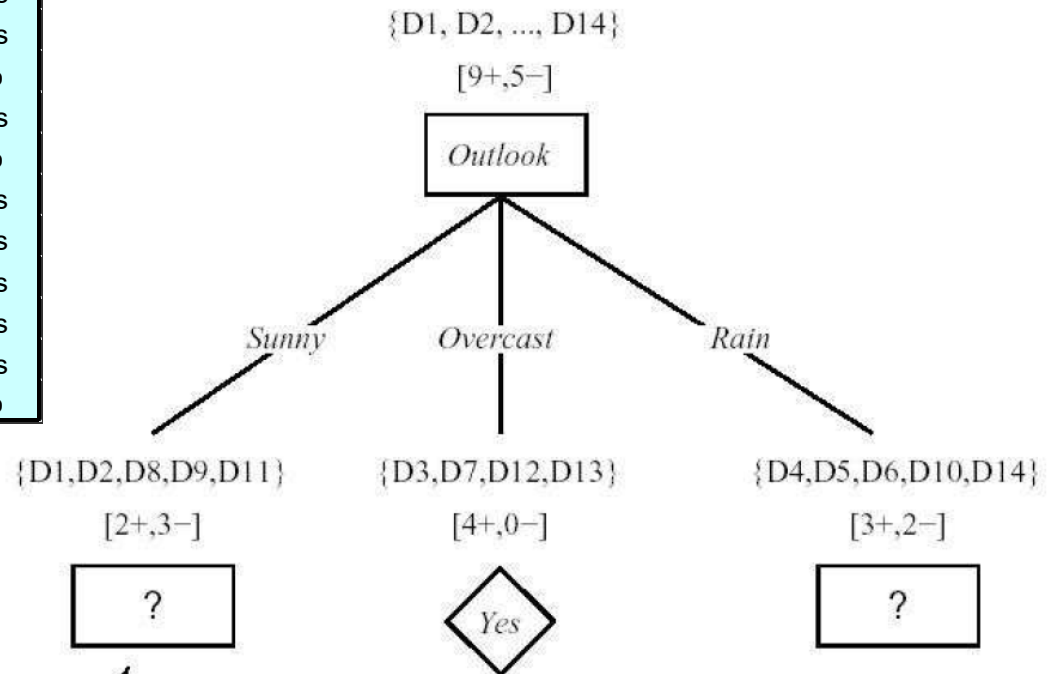 {D1, D2, ..., D14}
[9+,5−]
Outlook
Sunny Overcast Rain
{D1,D2,D8,D9,D11} {D3,D7,D12,D13} {D4,D5,D6,D10,D14}
[2+,3−] [4+,0−] [3+,2−]
? Yes ?